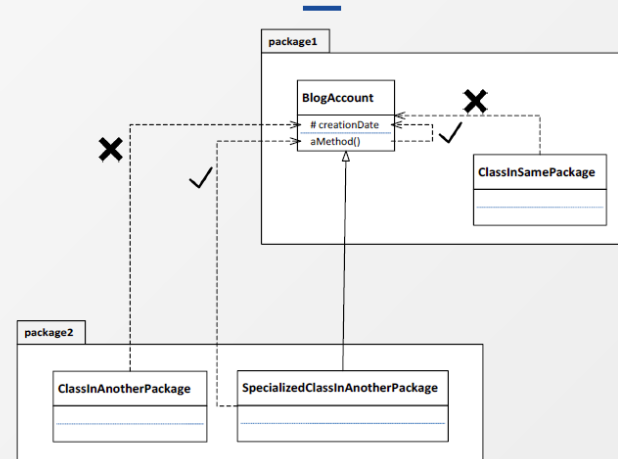 package1
BlogAccount
# creationDate
aMethod()
ClassInSamePackage
package2
ClassInAnotherPackage
SpecializedClassInAnotherPackage